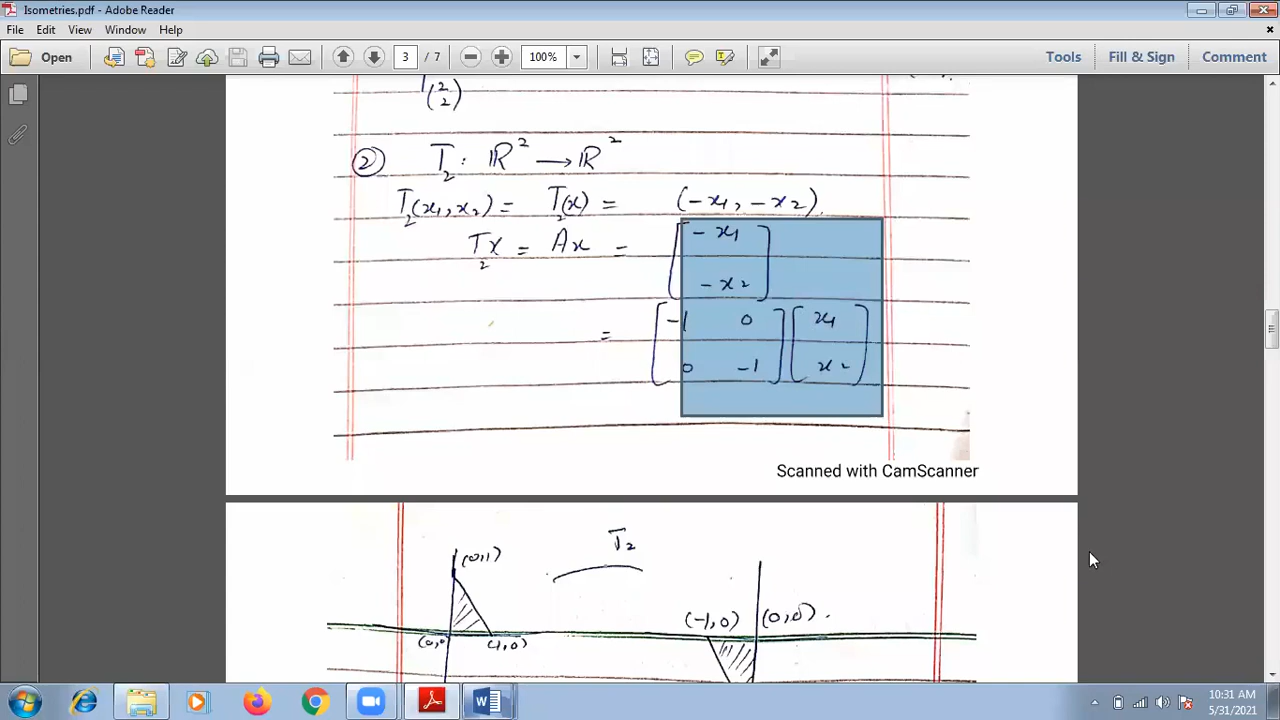 Isometries.pdf - Adobe Reader
File Edit View Window Help
Open 3 / 7 100% Tools Fill & Sign Comment
(2
2)
② T₂ : ℝ² → ℝ²
T₂(x₁, x₂) = T₂(x) = (-x₁, -x₂).
T₂x = Ax = [-x₁
-x₂]
= [-1 0] [x₁]
[0 -1] [x₂]
Scanned with CamScanner
T₂
(0,1)
(-1,0) (0,0).
(0,0) (1,0)
10:31 AM
5/31/2021